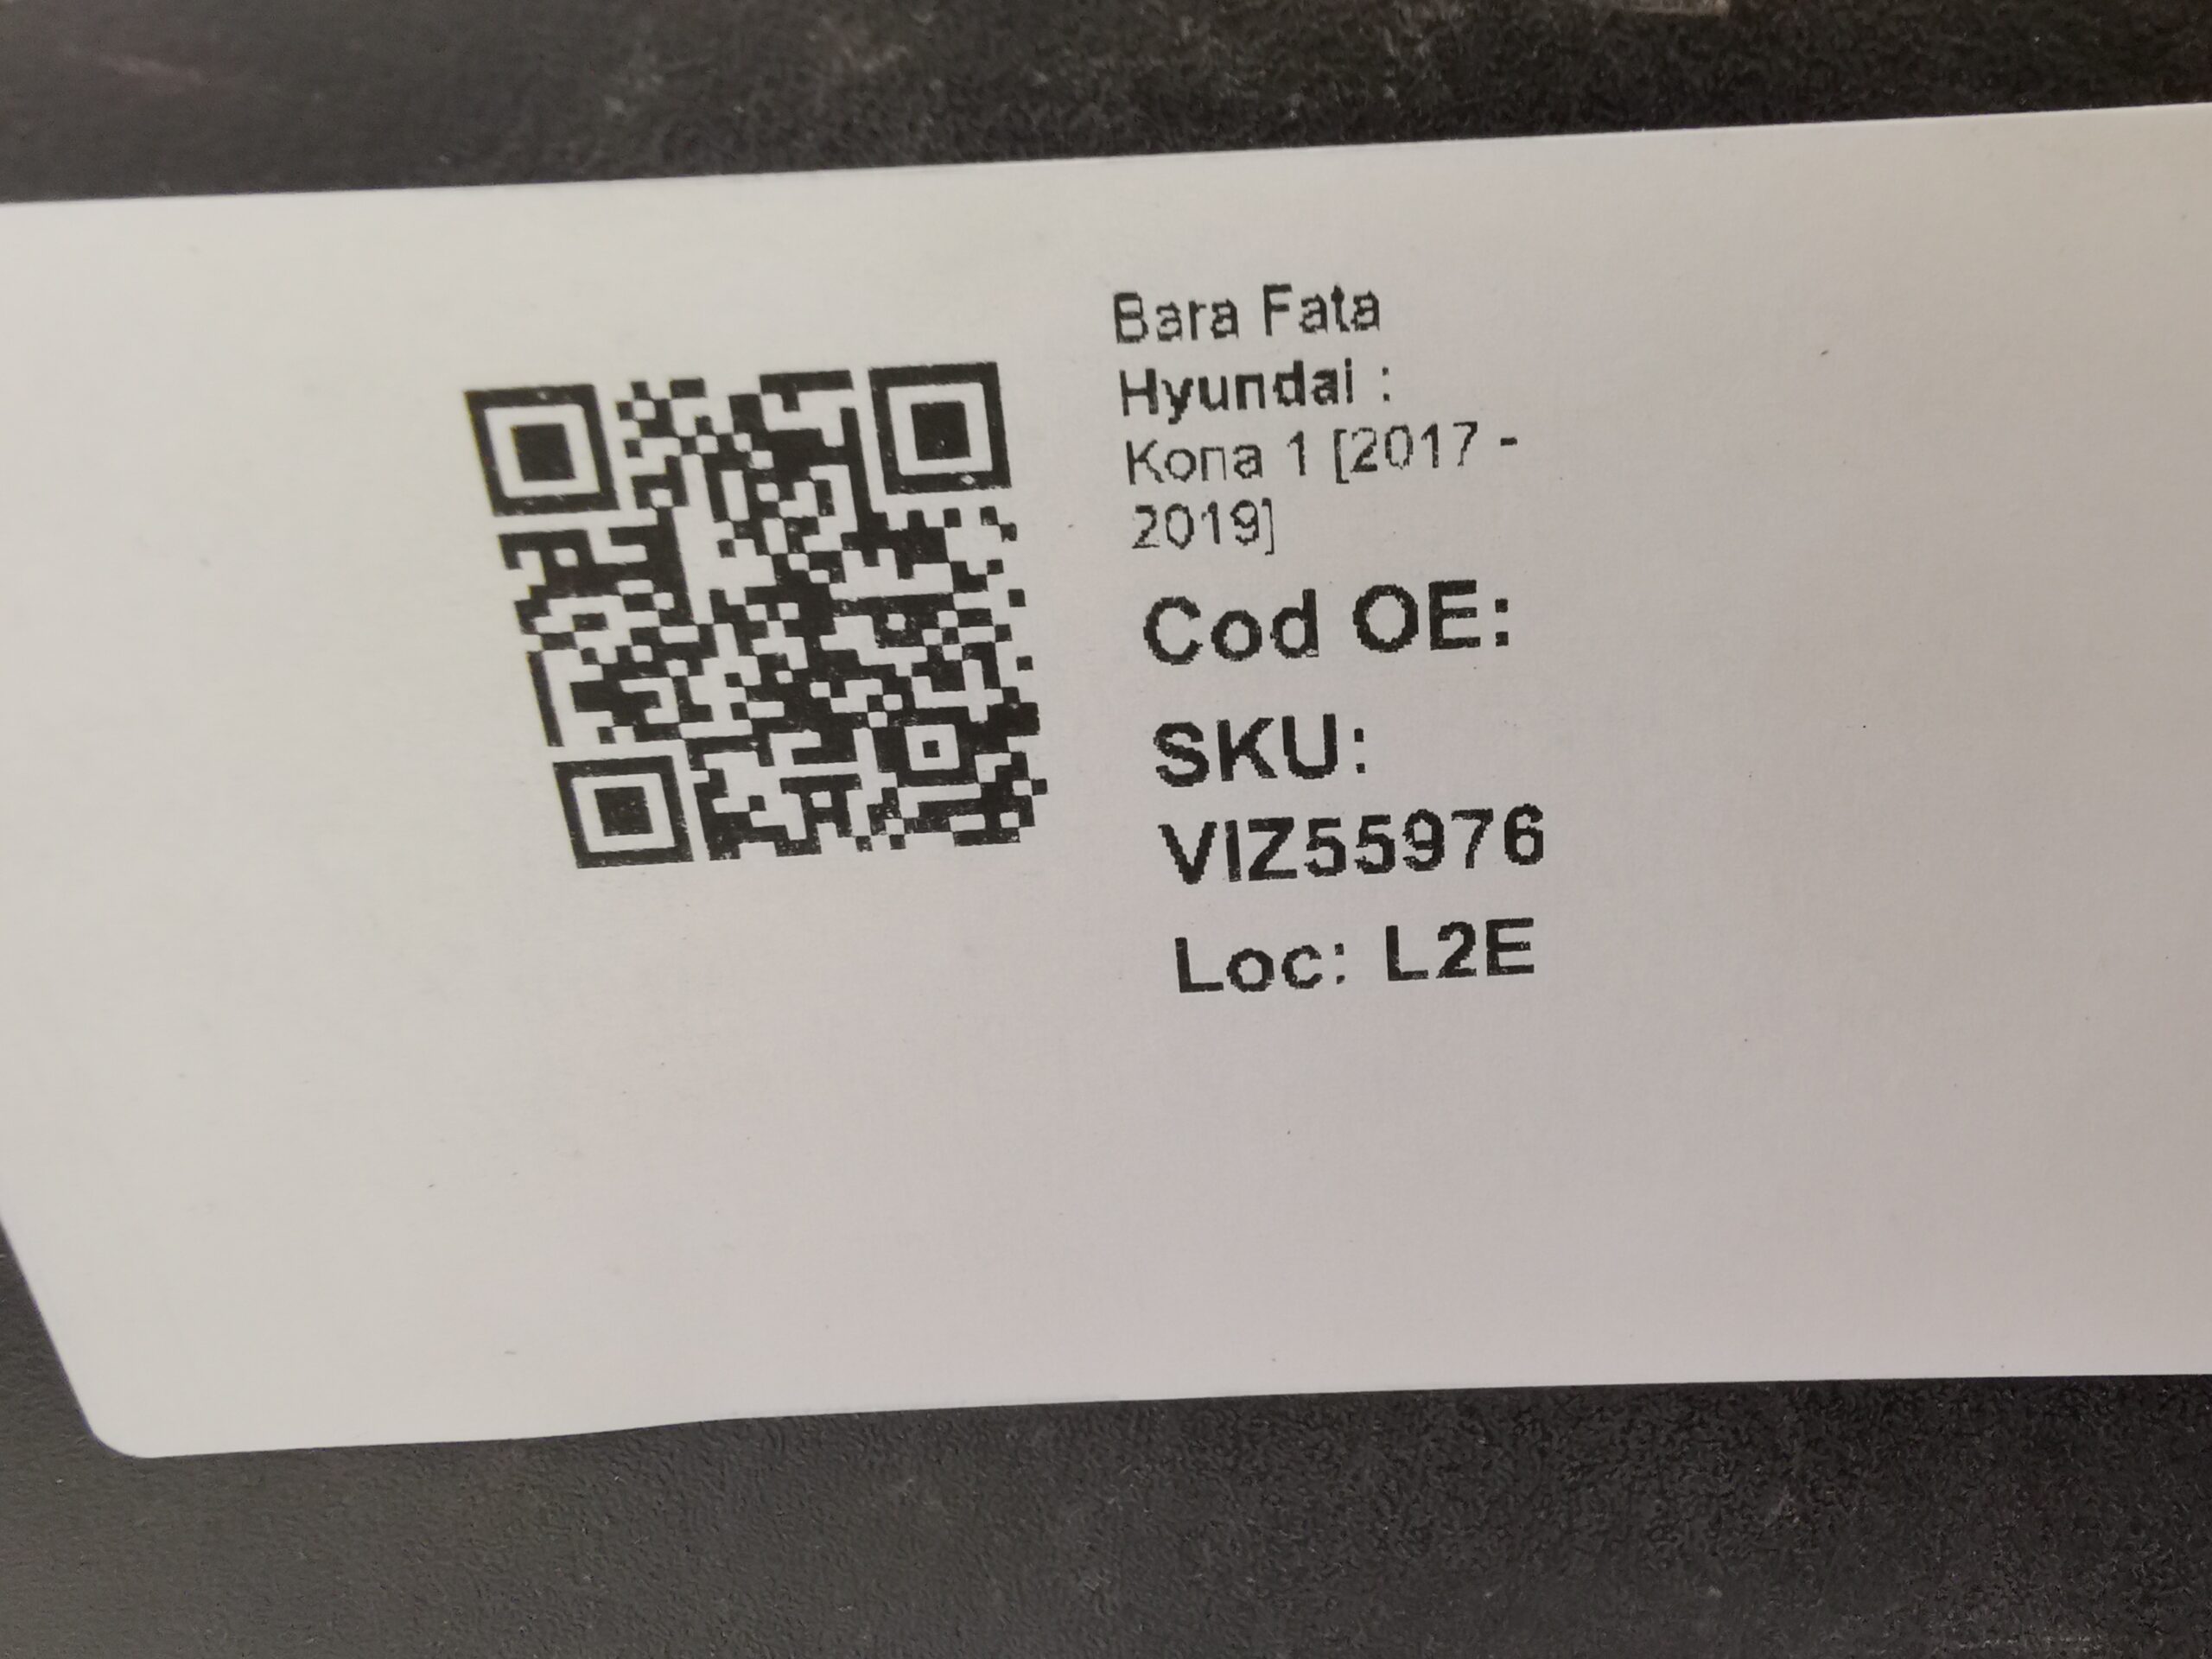 Bara Fata
Hyundai :
Kona 1 [2017 -
2019]
Cod OE:
SKU:
VIZ55976
Loc: L2E